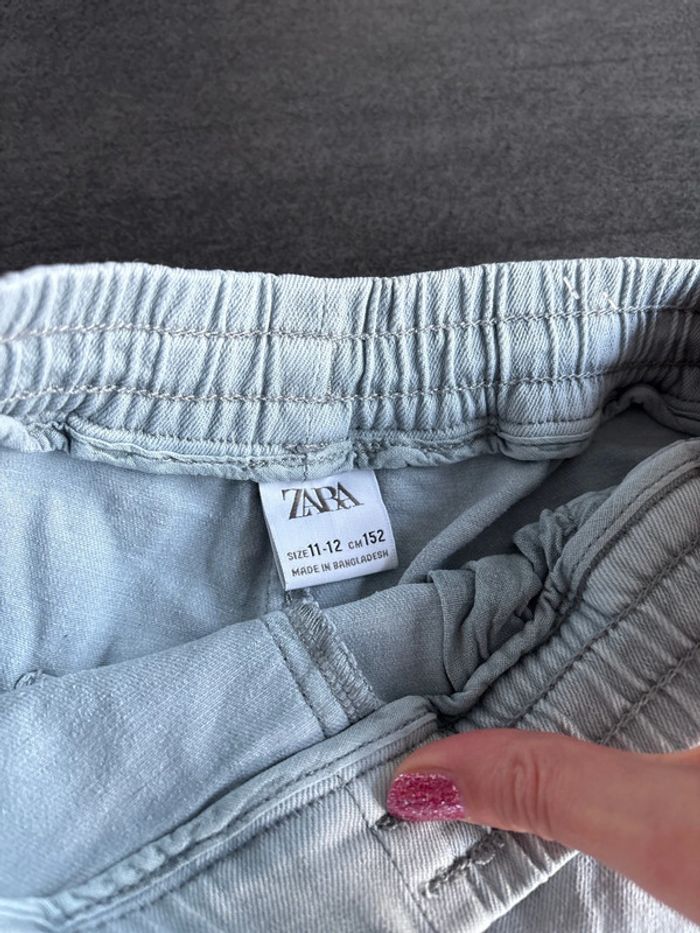 ZARA
SIZE 11-12 CM 152
MADE IN BANGLADESH